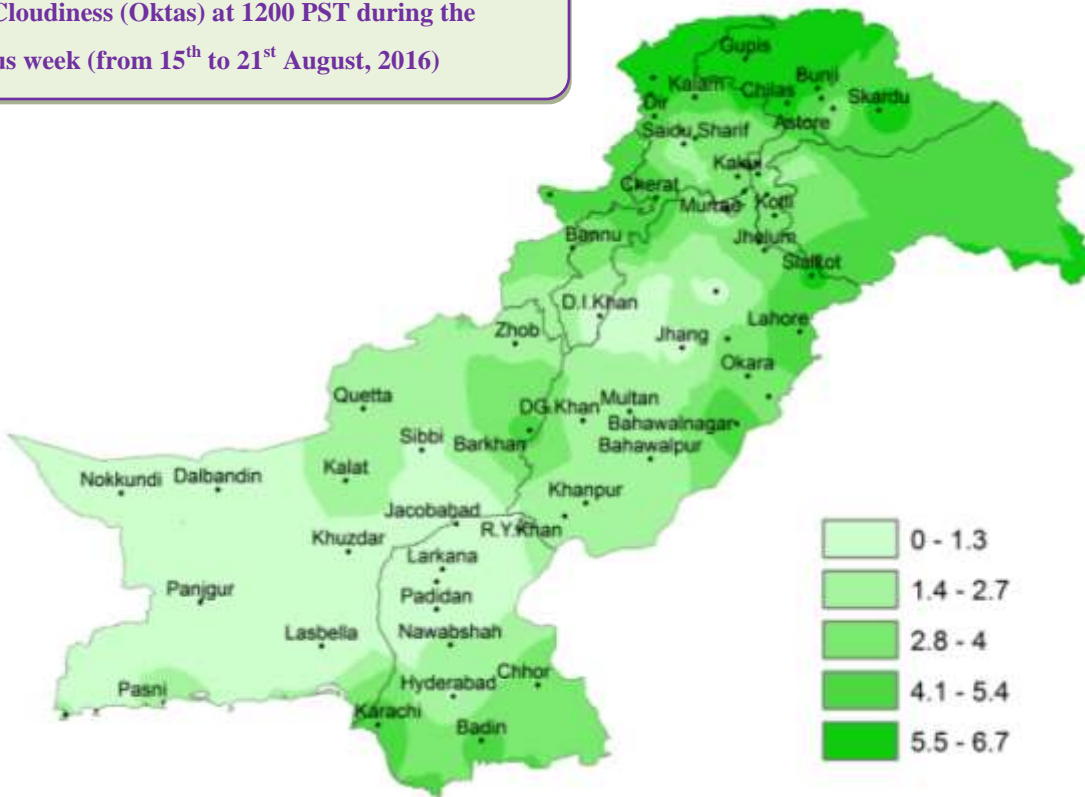 Cloudiness (Oktas) at 1200 PST during the
us week (from 15th to 21st August, 2016)
Gupis
Kalam
Chilas
Bunji
Skardu
Dir
Astore
Saidu Sharif
Cherat
Kotli
Bannu
Jhelum
Sialkot
D.I.Khan
Zhob
Jhang
Lahore
Okara
Quetta
DG.Khan
Multan
Bahawalnagar
Sibbi
Barkhan
Bahawalpur
Nokkundi
Dalbandin
Kalat
Khanpur
Jacobabad
R.Y.Khan
Khuzdar
Larkana
Panjgur
Padidan
Lasbella
Nawabshah
Pasni
Hyderabad
Chhor
Karachi
Badin
0 - 1.3
1.4 - 2.7
2.8 - 4
4.1 - 5.4
5.5 - 6.7